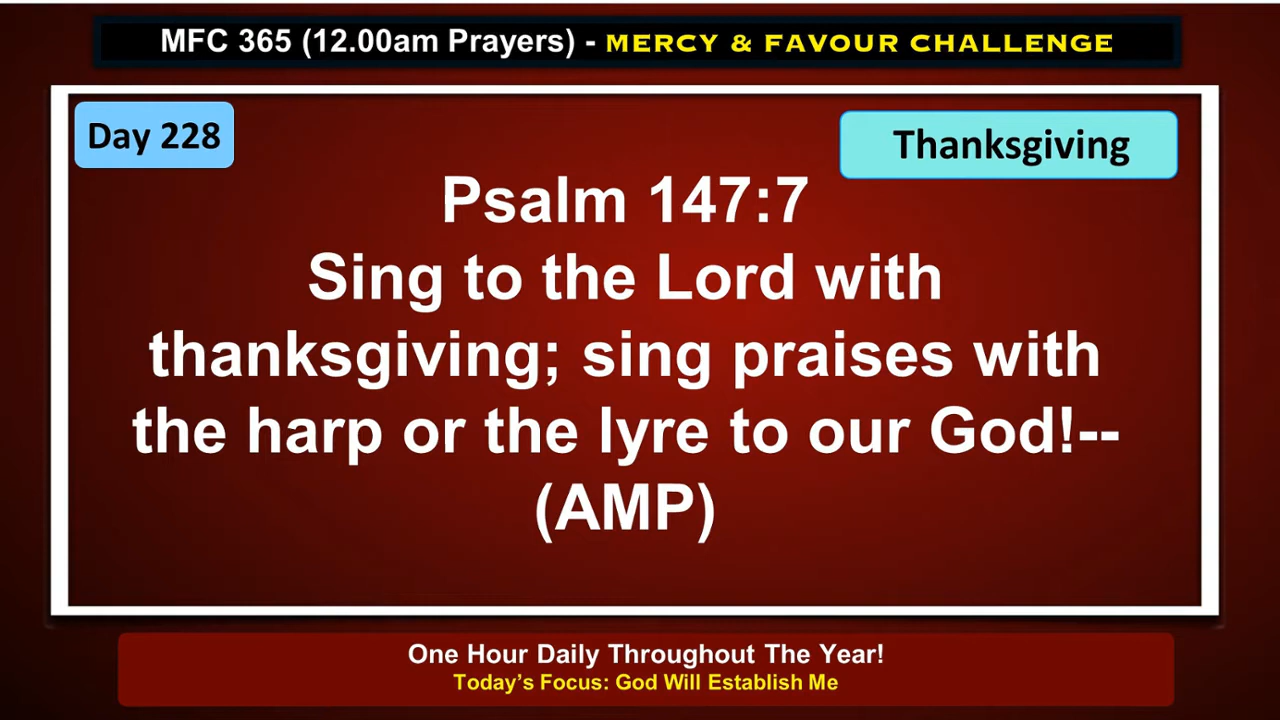 MFC 365 (12.00am Prayers) - MERCY & FAVOUR CHALLENGE
Day 228
Thanksgiving
Psalm 147:7
Sing to the Lord with
thanksgiving; sing praises with
the harp or the lyre to our God!--
(AMP)
One Hour Daily Throughout The Year!
Today's Focus: God Will Establish Me